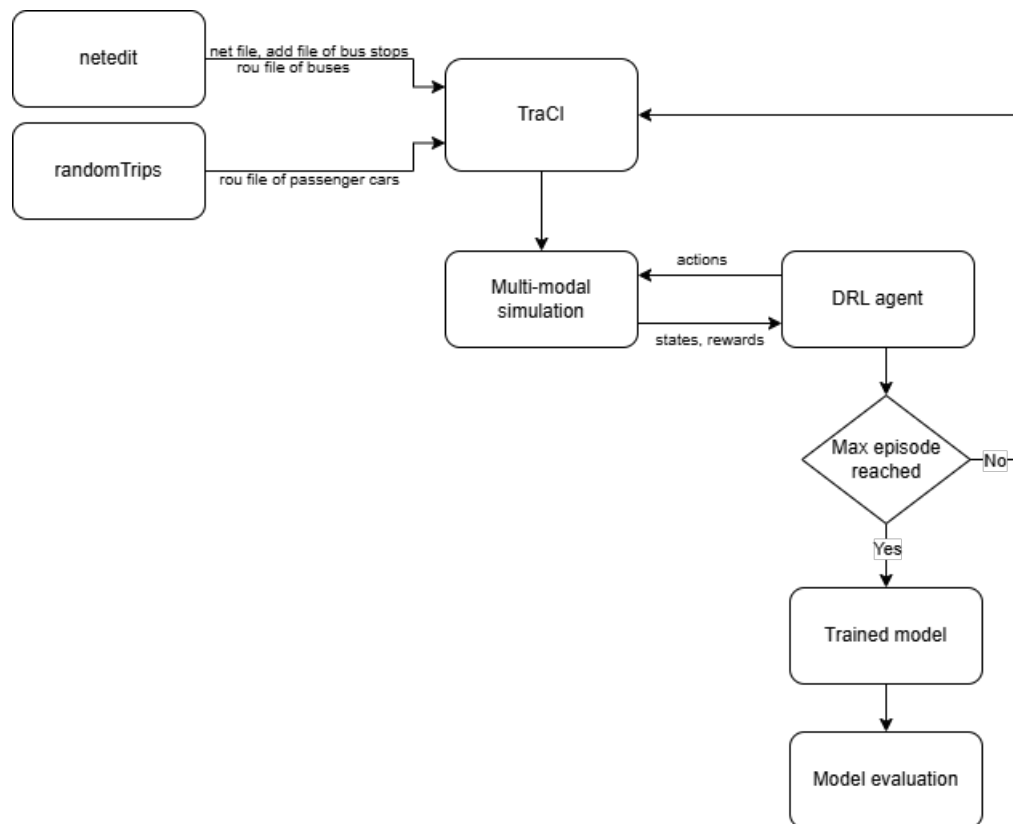 netedit
net file, add file of bus stops
rou file of buses
TraCI
randomTrips
rou file of passenger cars
Multi-modal
simulation
actions
states, rewards
DRL agent
Max episode
reached
No
Yes
Trained model
Model evaluation